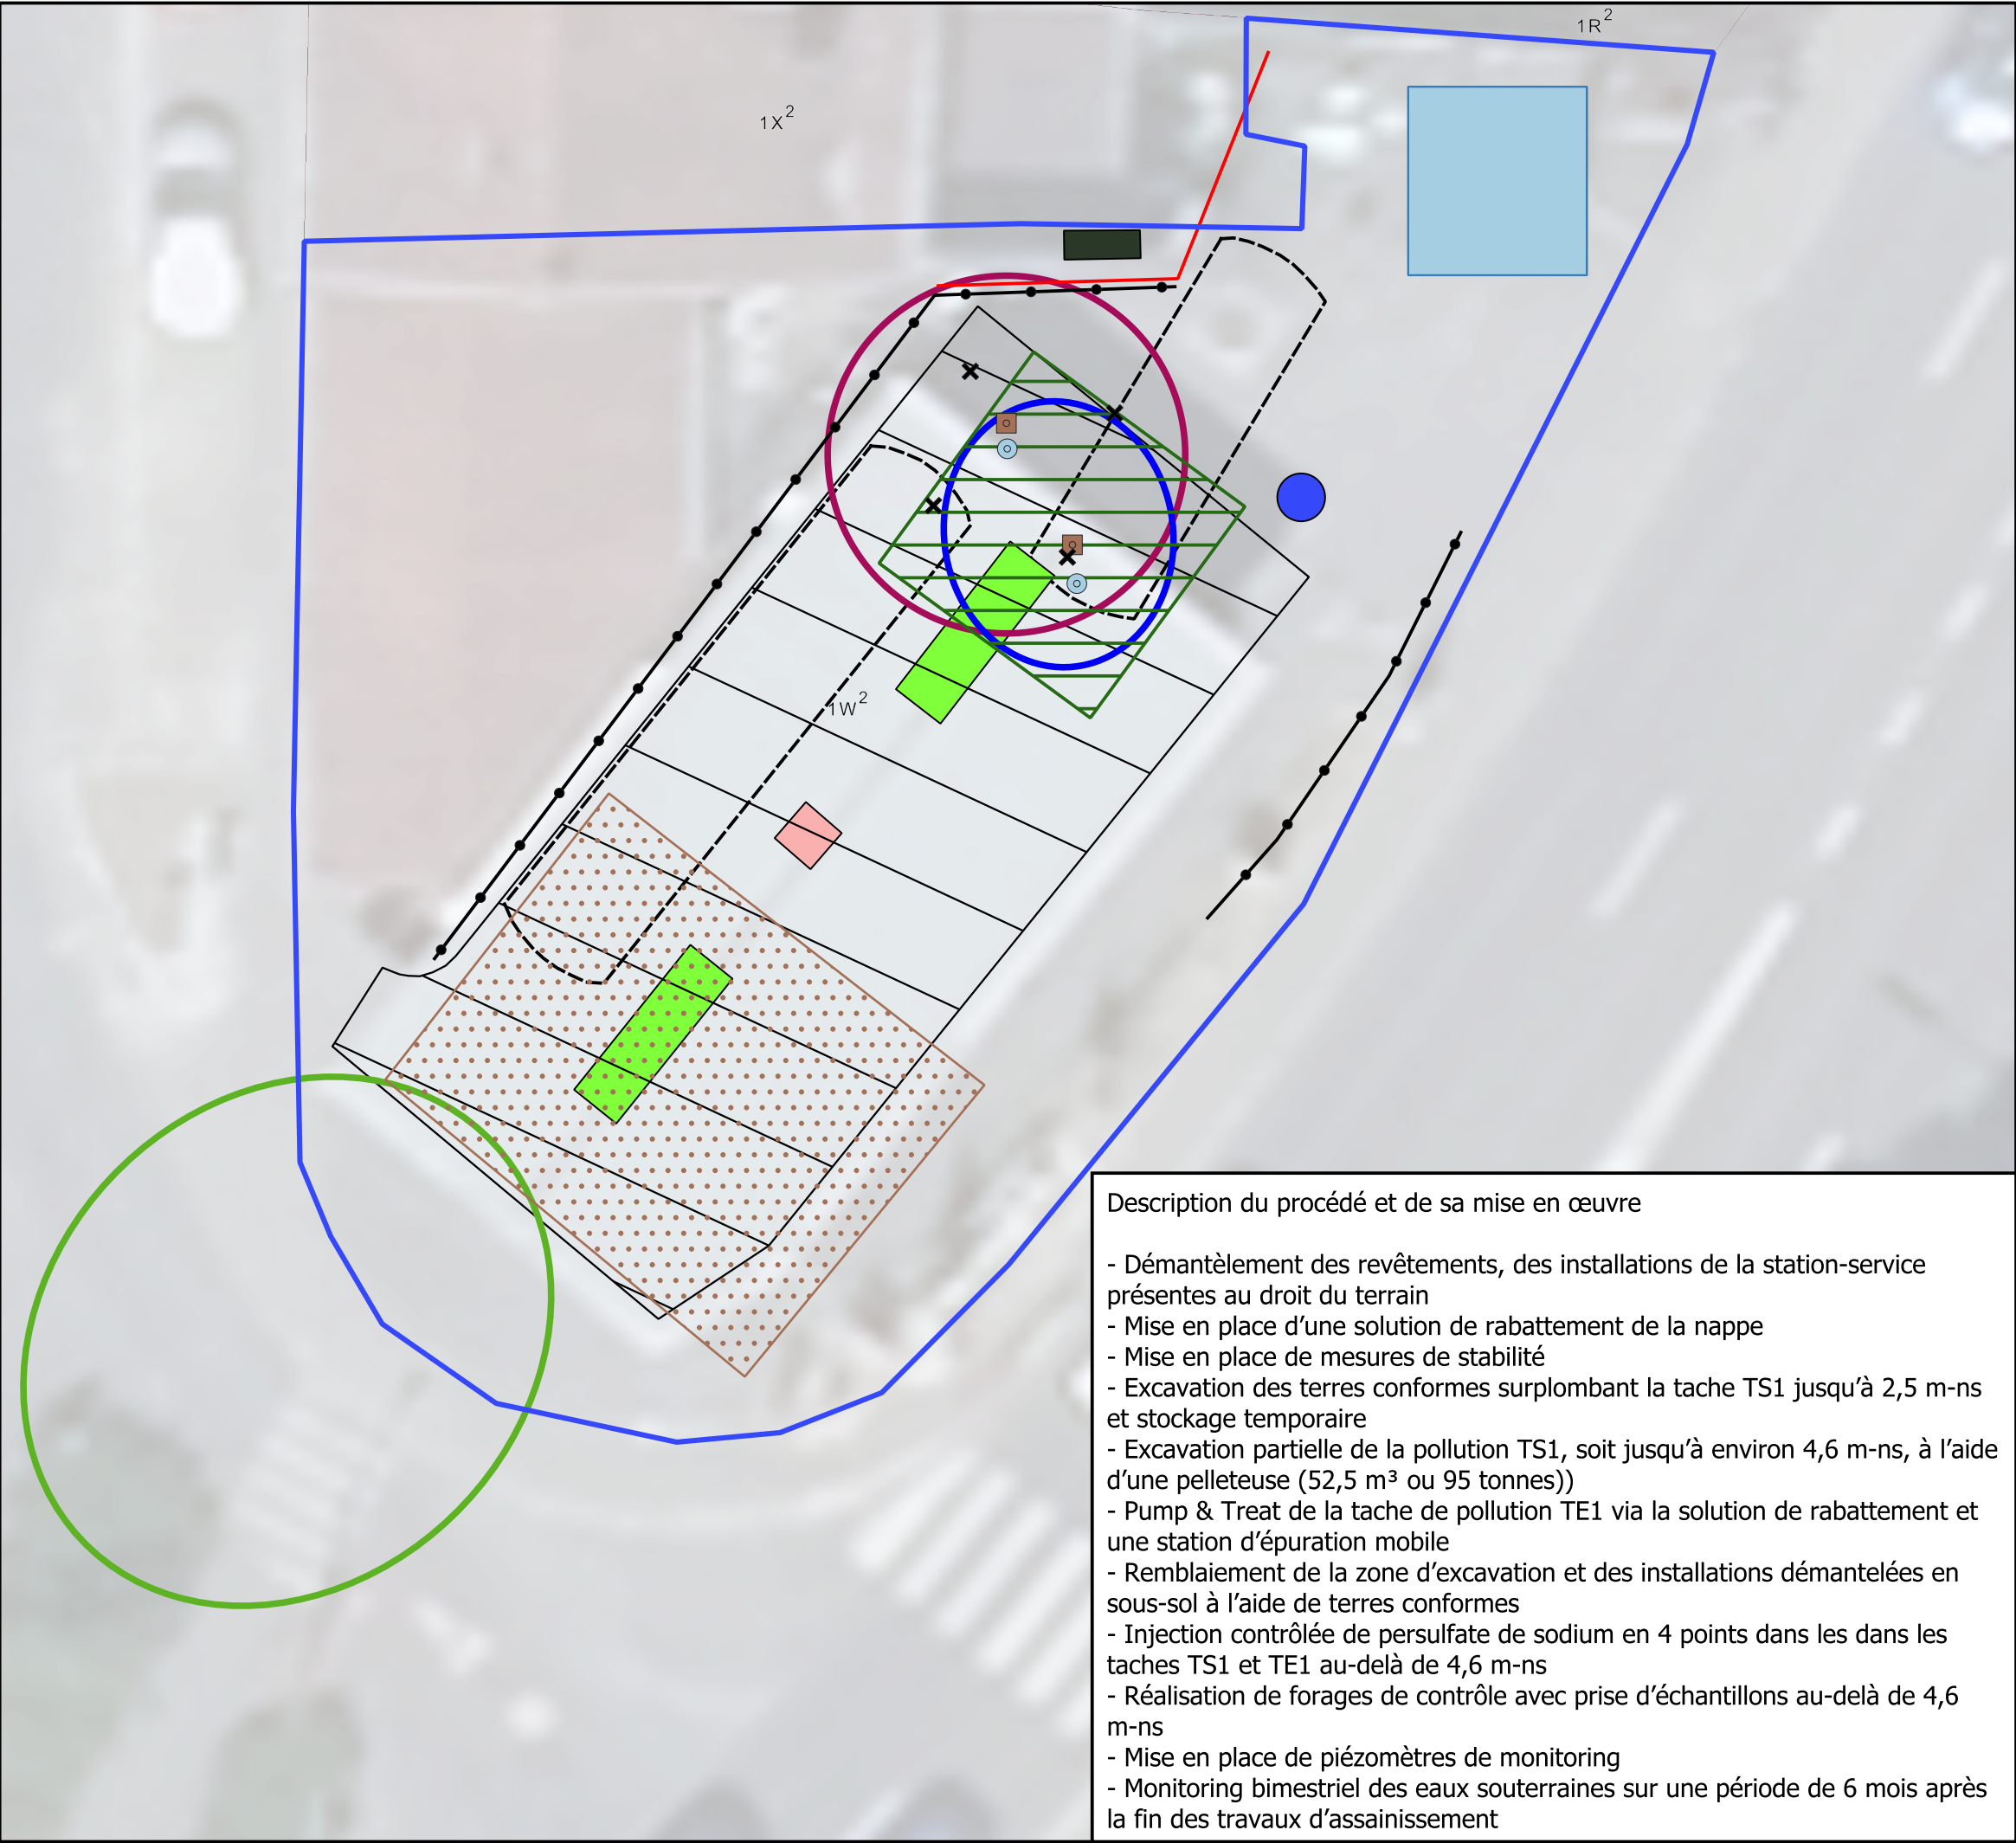 1R²
1X²
1W²
Description du procédé et de sa mise en œuvre
- Démantèlement des revêtements, des installations de la station-service
présentes au droit du terrain
- Mise en place d’une solution de rabattement de la nappe
- Mise en place de mesures de stabilité
- Excavation des terres conformes surplombant la tache TS1 jusqu’à 2,5 m-ns
et stockage temporaire
- Excavation partielle de la pollution TS1, soit jusqu’à environ 4,6 m-ns, à l’aide
d’une pelleteuse (52,5 m³ ou 95 tonnes))
- Pump & Treat de la tache de pollution TE1 via la solution de rabattement et
une station d’épuration mobile
- Remblaiement de la zone d’excavation et des installations démantelées en
sous-sol à l’aide de terres conformes
- Injection contrôlée de persulfate de sodium en 4 points dans les dans les
taches TS1 et TE1 au-delà de 4,6 m-ns
- Réalisation de forages de contrôle avec prise d’échantillons au-delà de 4,6
m-ns
- Mise en place de piézomètres de monitoring
- Monitoring bimestriel des eaux souterraines sur une période de 6 mois après
la fin des travaux d’assainissement